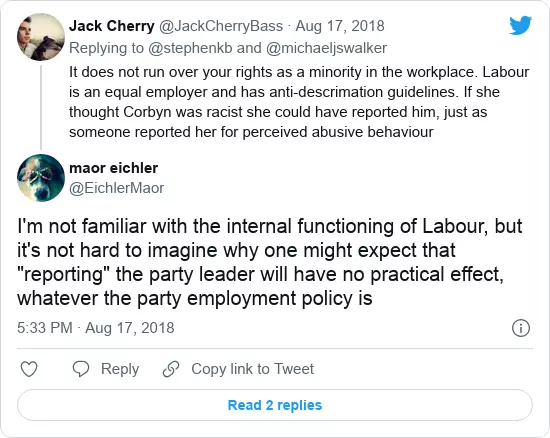 Jack Cherry @JackCherryBass · Aug 17, 2018
Replying to @stephenkb and @michaeljswalker
It does not run over your rights as a minority in the workplace. Labour
is an equal employer and has anti-descrimation guidelines. If she
thought Corbyn was racist she could have reported him, just as
someone reported her for perceived abusive behaviour
maor eichler
@EichlerMaor
I'm not familiar with the internal functioning of Labour, but
it's not hard to imagine why one might expect that
"reporting" the party leader will have no practical effect,
whatever the party employment policy is
5:33 PM · Aug 17, 2018
Reply
Copy link to Tweet
Read 2 replies